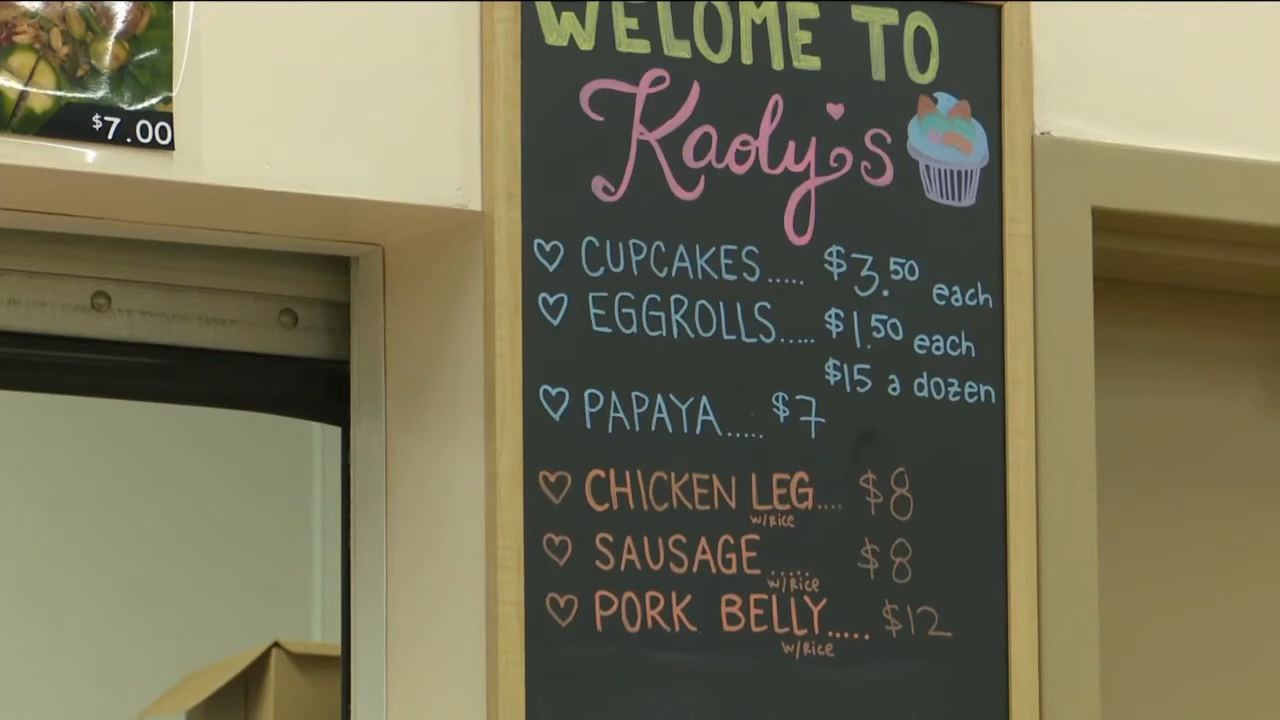 $7.00
WELOME TO
Kaoly's
CUPCAKES..... $3.50 each
EGGROLLS..... $1.50 each
$15 a dozen
PAPAYA..... $7
CHICKEN LEG.... $8
w/Rice
SAUSAGE..... $8
w/Rice
PORK BELLY..... $12
w/Rice